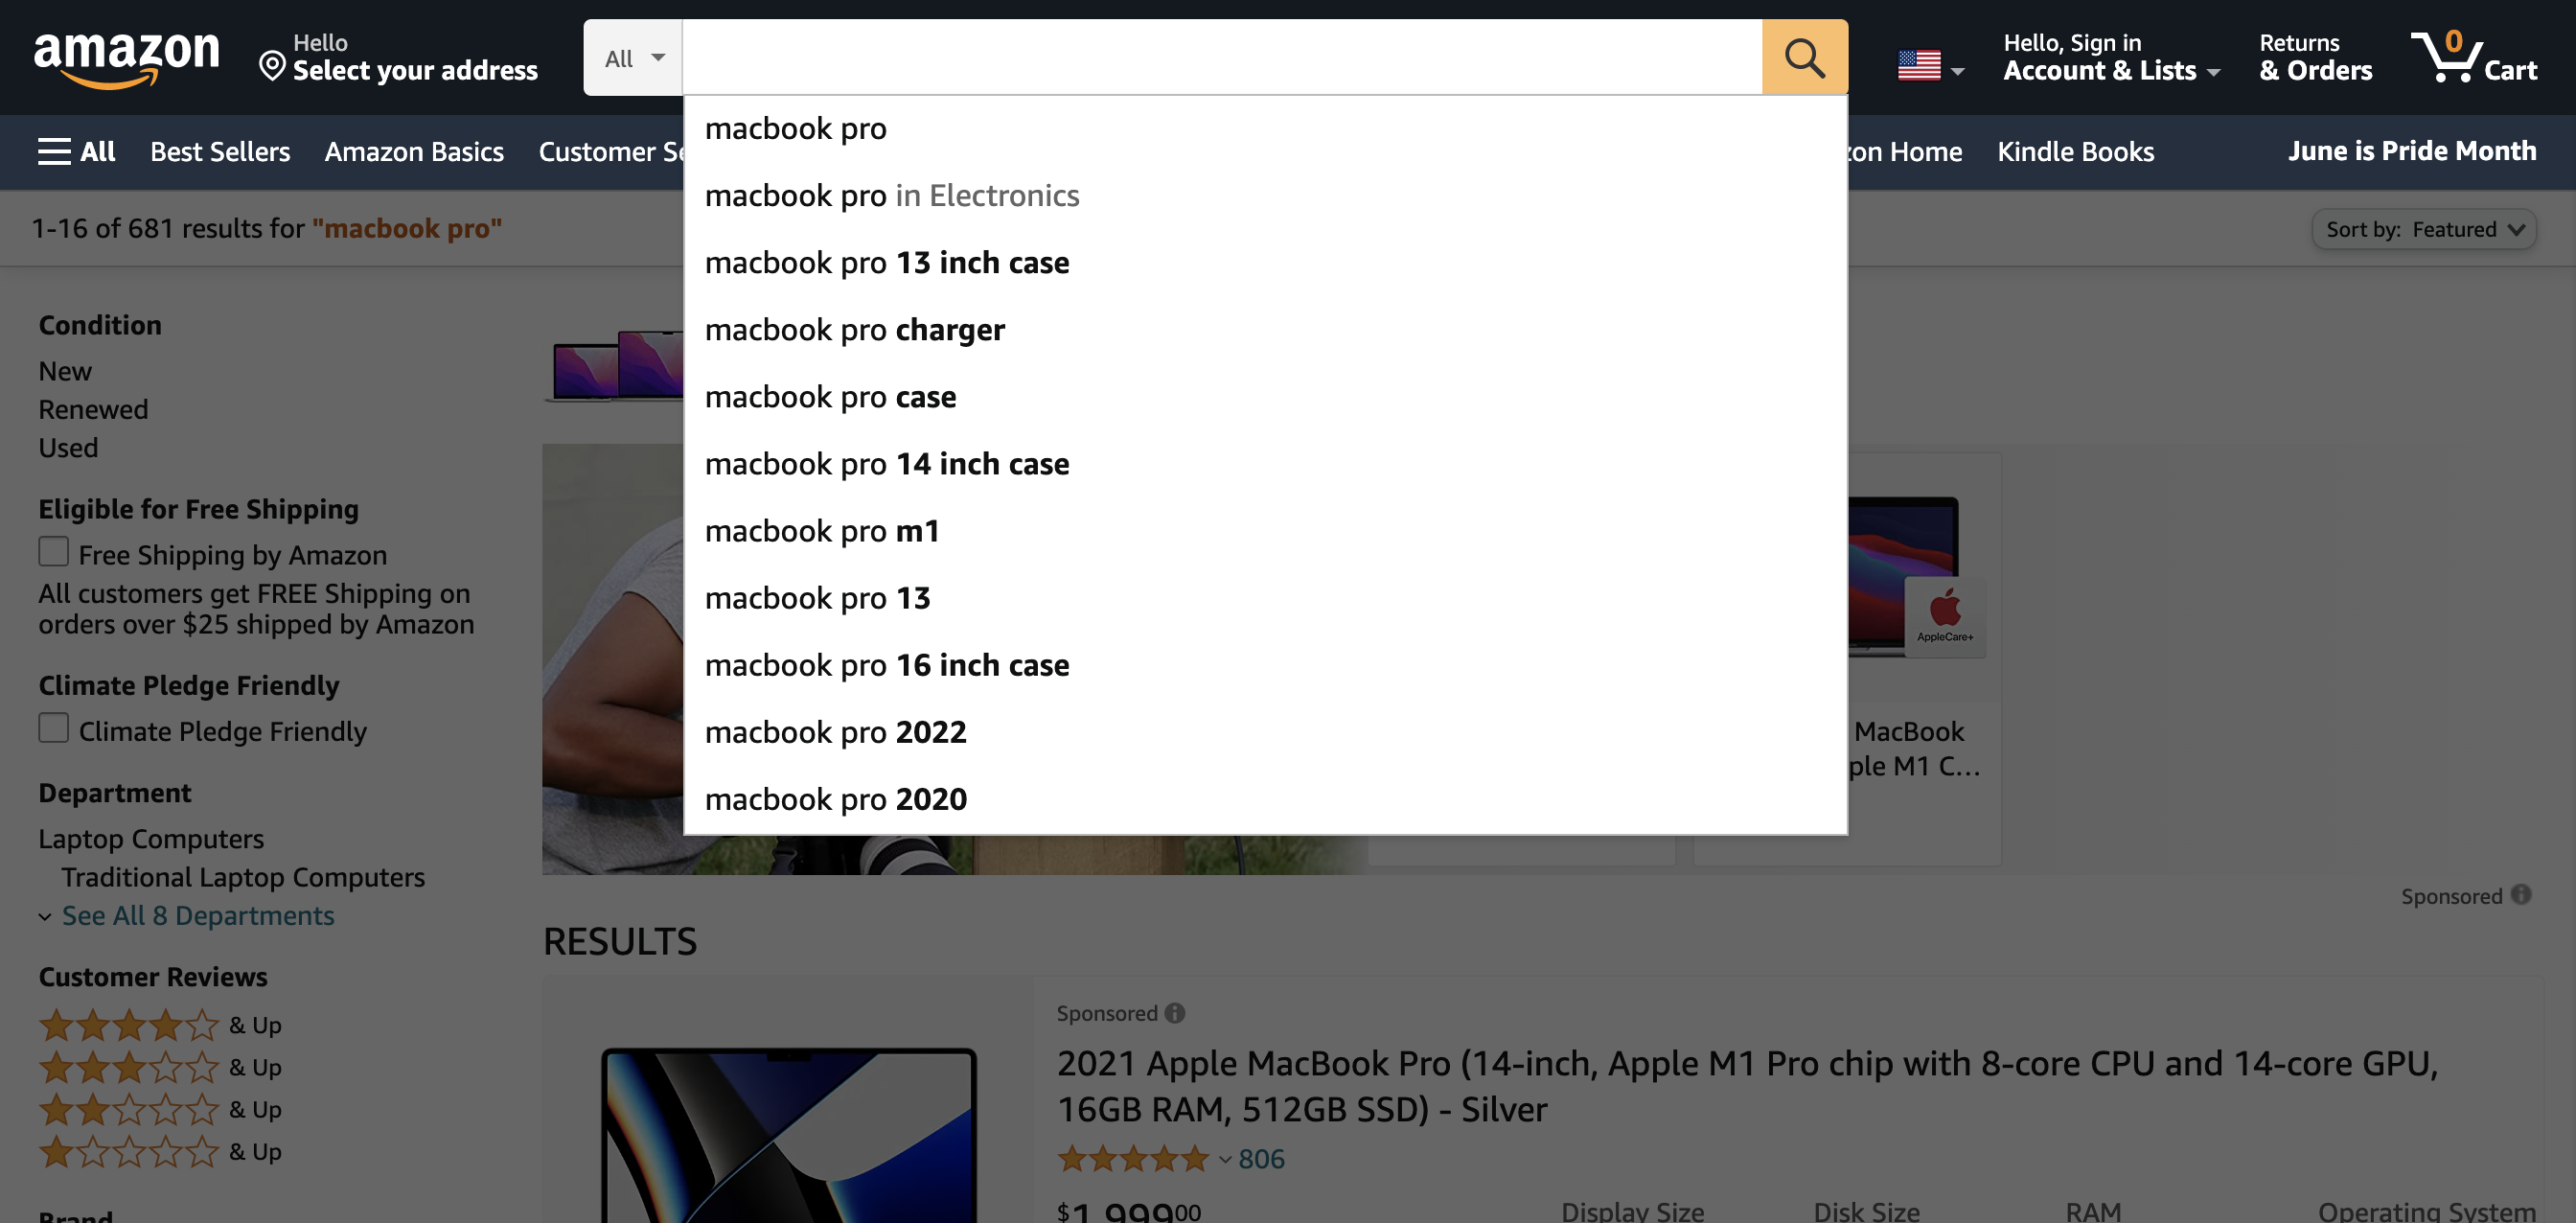 amazon
Hello
Select your address
All
Hello, Sign in
Account & Lists
Returns
& Orders
0
Cart
All
Best Sellers
Amazon Basics
Customer
Home
Kindle Books
June is Pride Month
1-16 of 681 results for "macbook pro"
Sort by: Featured
macbook pro
macbook pro in Electronics
macbook pro 13 inch case
macbook pro charger
macbook pro case
macbook pro 14 inch case
macbook pro m1
macbook pro 13
macbook pro 16 inch case
macbook pro 2022
macbook pro 2020
Condition
New
Renewed
Used
Eligible for Free Shipping
Free Shipping by Amazon
All customers get FREE Shipping on
orders over $25 shipped by Amazon
Climate Pledge Friendly
Climate Pledge Friendly
Department
Laptop Computers
Traditional Laptop Computers
See All 8 Departments
Customer Reviews
& Up
& Up
& Up
& Up
AppleCare+
MacBook
M1 C...
Sponsored
RESULTS
Sponsored
2021 Apple MacBook Pro (14-inch, Apple M1 Pro chip with 8-core CPU and 14-core GPU,
16GB RAM, 512GB SSD) - Silver
806
$1,99900
Display Size
Disk Size
RAM
Operating System
Brand